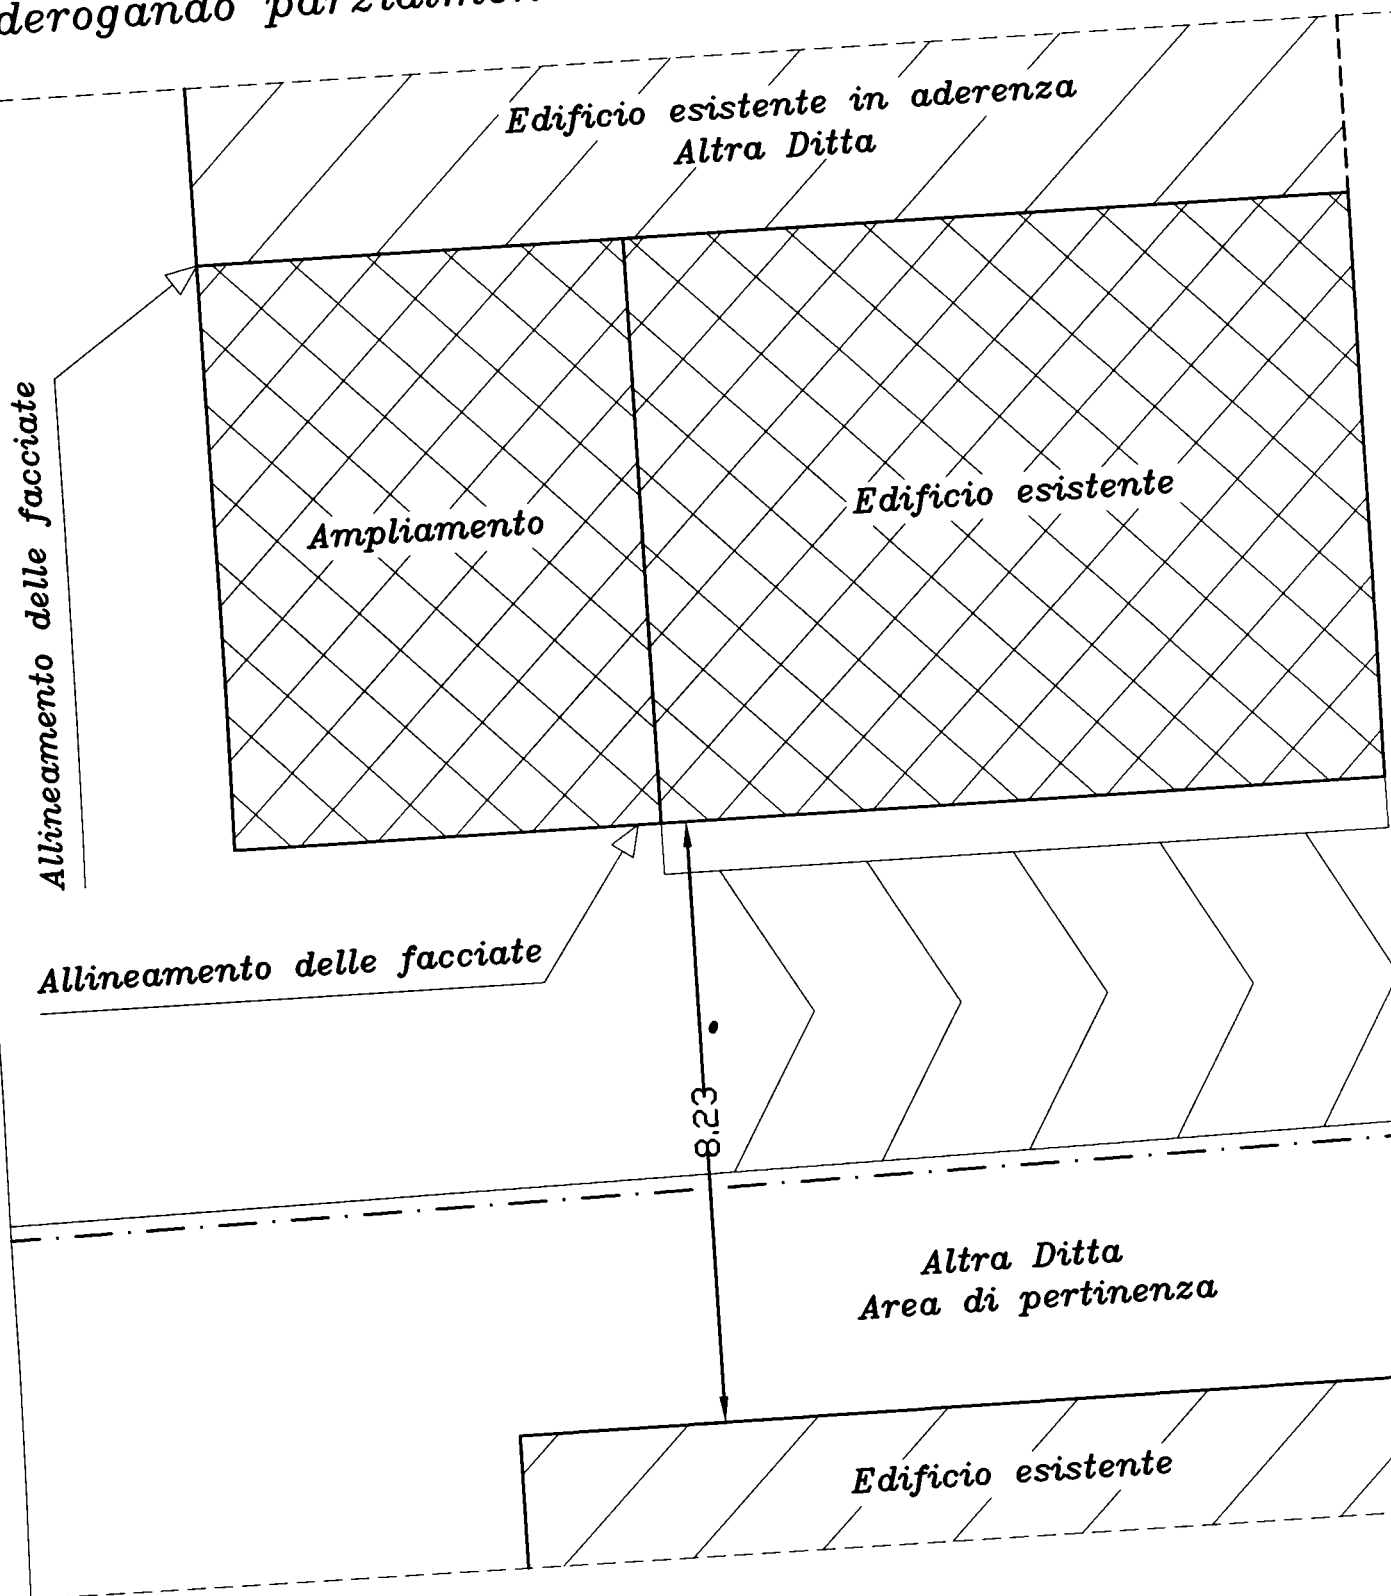 derogando
Edificio esistente in aderenza
Altra Ditta
Allineamento delle facciate
Ampliamento
Edificio esistente
Allineamento delle facciate
8.23
Altra Ditta
Area di pertinenza
Edificio esistente